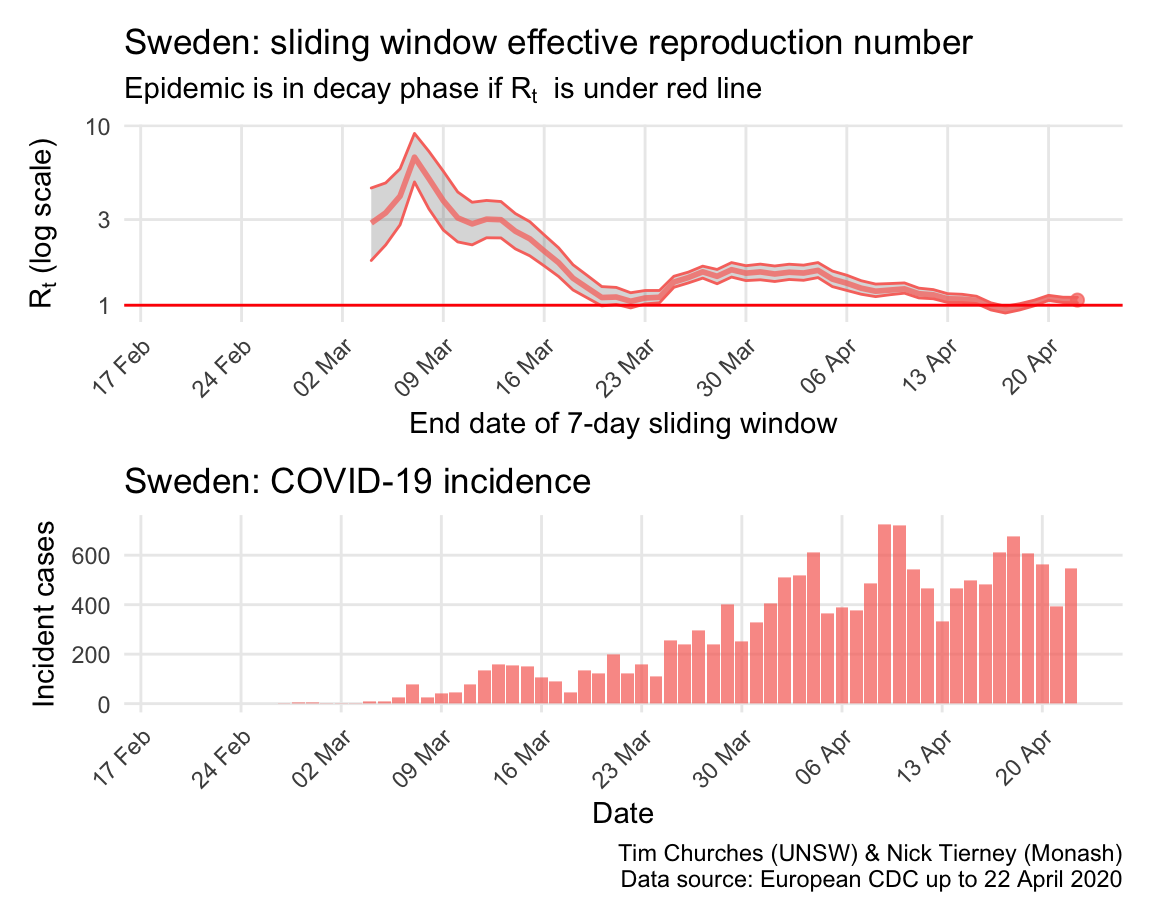 Sweden: sliding window effective reproduction number
Epidemic is in decay phase if Rt is under red line
Rt (log scale)
10
3
1
17 Feb
24 Feb
02 Mar
09 Mar
16 Mar
23 Mar
30 Mar
06 Apr
13 Apr
20 Apr
End date of 7-day sliding window
Sweden: COVID-19 incidence
Incident cases
600
400
200
0
17 Feb
24 Feb
02 Mar
09 Mar
16 Mar
23 Mar
30 Mar
06 Apr
13 Apr
20 Apr
Date
Tim Churches (UNSW) & Nick Tierney (Monash)
Data source: European CDC up to 22 April 2020